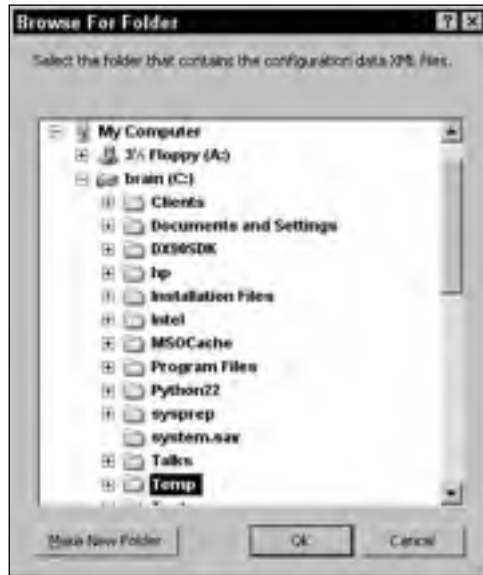 Browse For Folder
Select the folder that contains the configuration data XML files.
My Computer
3½ Floppy (A:)
brain (C:)
Clients
Documents and Settings
DX90SDK
hp
Installation Files
Intel
MSOCache
Program Files
Python22
sysprep
system.sav
Talks
Temp
Make New Folder
Ok
Cancel